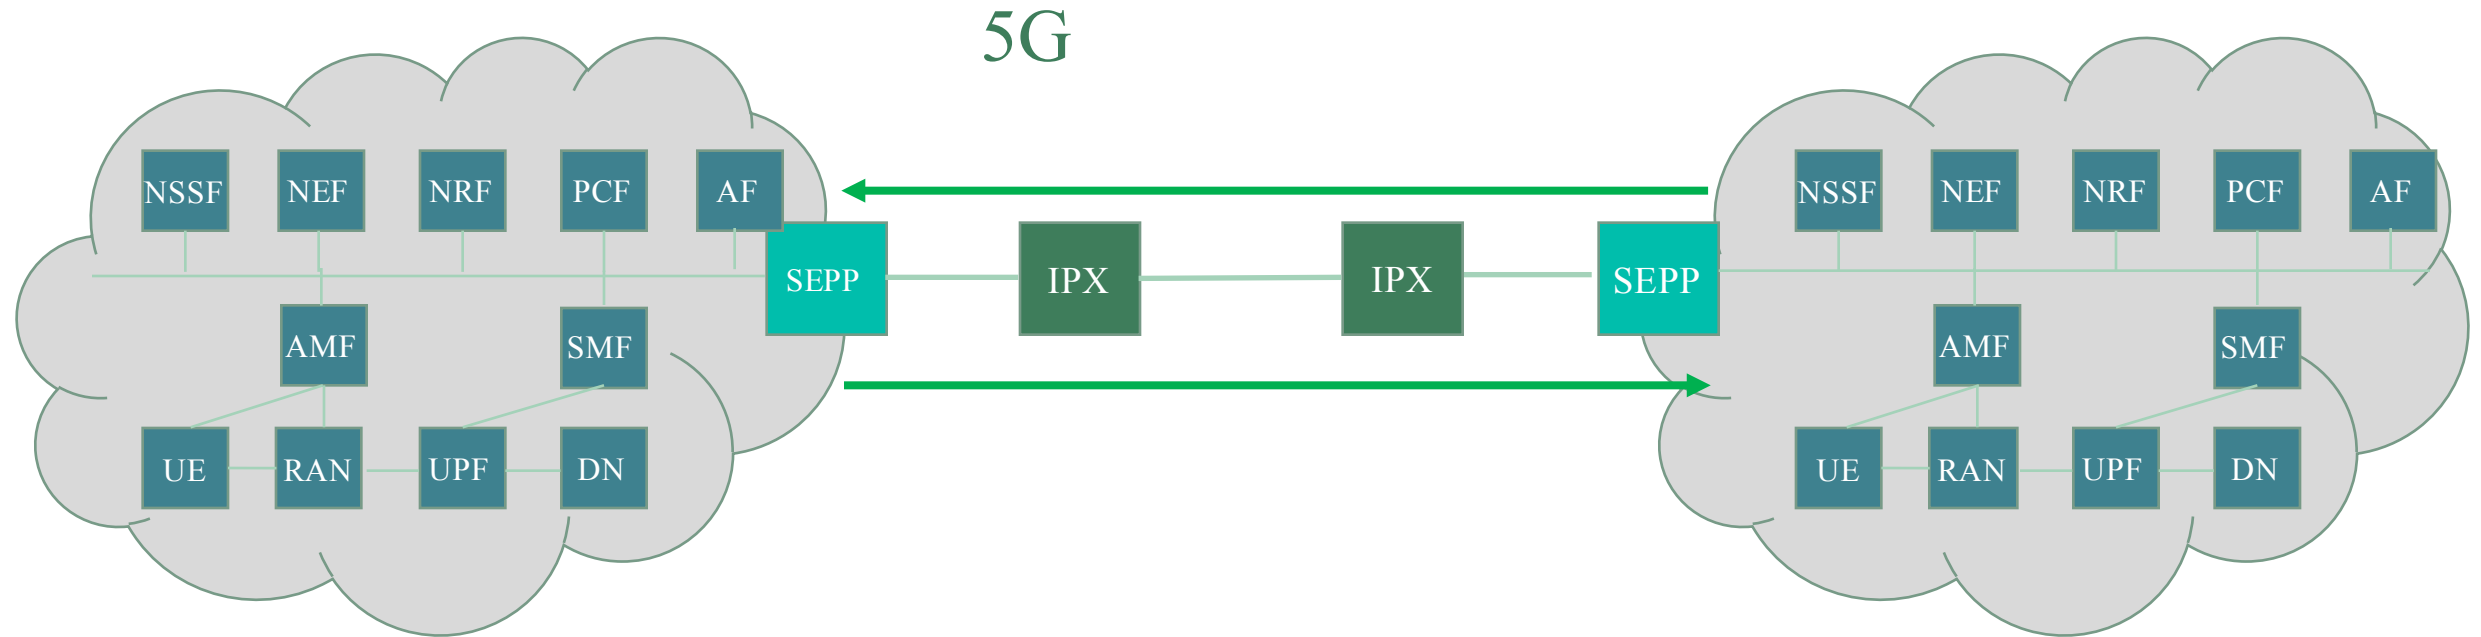 5G
NSSF NEF NRF PCF AF
SEPP
AMF SMF
UE RAN UPF DN
IPX IPX
SEPP
NSSF NEF NRF PCF AF
AMF SMF
UE RAN UPF DN